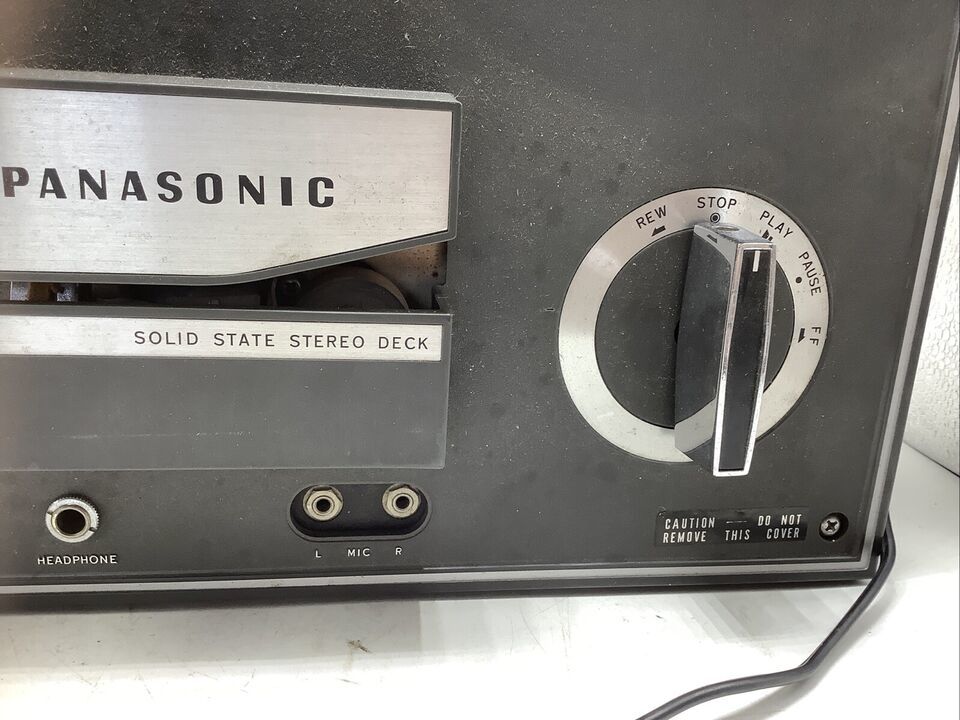 PANASONIC
SOLID STATE STEREO DECK
REW STOP PLAY PAUSE FF
HEADPHONE
L MIC R
CAUTION — DO NOT
REMOVE THIS COVER